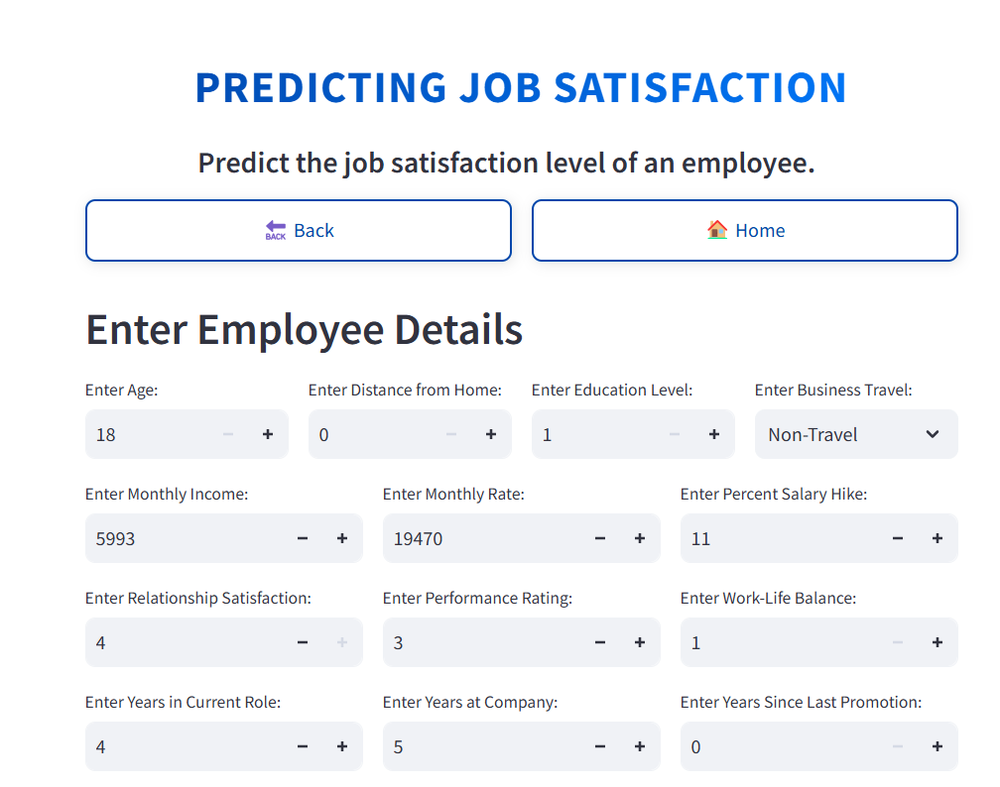 PREDICTING JOB SATISFACTION
Predict the job satisfaction level of an employee.
BACK Back
Home
Enter Employee Details
Enter Age: Enter Distance from Home: Enter Education Level: Enter Business Travel:
18 0 1 Non-Travel
Enter Monthly Income: Enter Monthly Rate: Enter Percent Salary Hike:
5993 19470 11
Enter Relationship Satisfaction: Enter Performance Rating: Enter Work-Life Balance:
4 3 1
Enter Years in Current Role: Enter Years at Company: Enter Years Since Last Promotion:
4 5 0